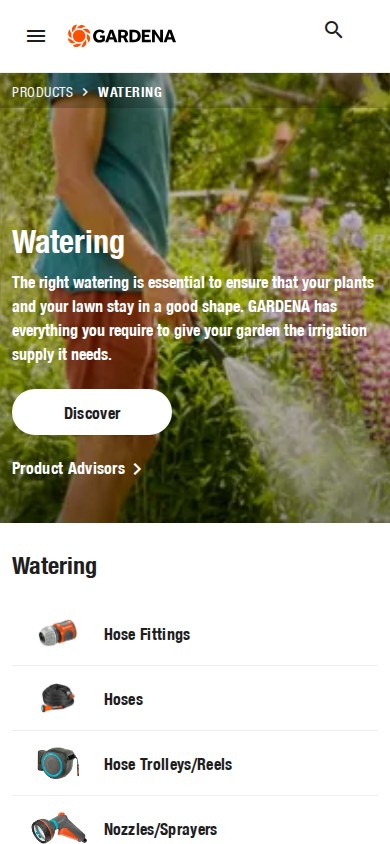 GARDENA
PRODUCTS > WATERING
Watering
The right watering is essential to ensure that your plants
and your lawn stay in a good shape. GARDENA has
everything you require to give your garden the irrigation
supply it needs.
Discover
Product Advisors >
Watering
Hose Fittings
Hoses
Hose Trolleys/Reels
Nozzles/Sprayers